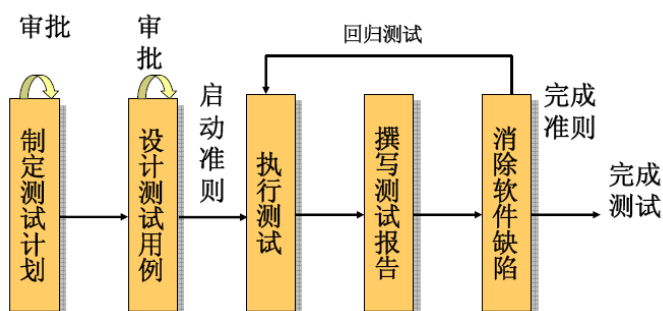 审批
制定测试计划
审批
设计测试用例
启动准则
执行测试
回归测试
撰写测试报告
消除软件缺陷
完成准则
完成测试